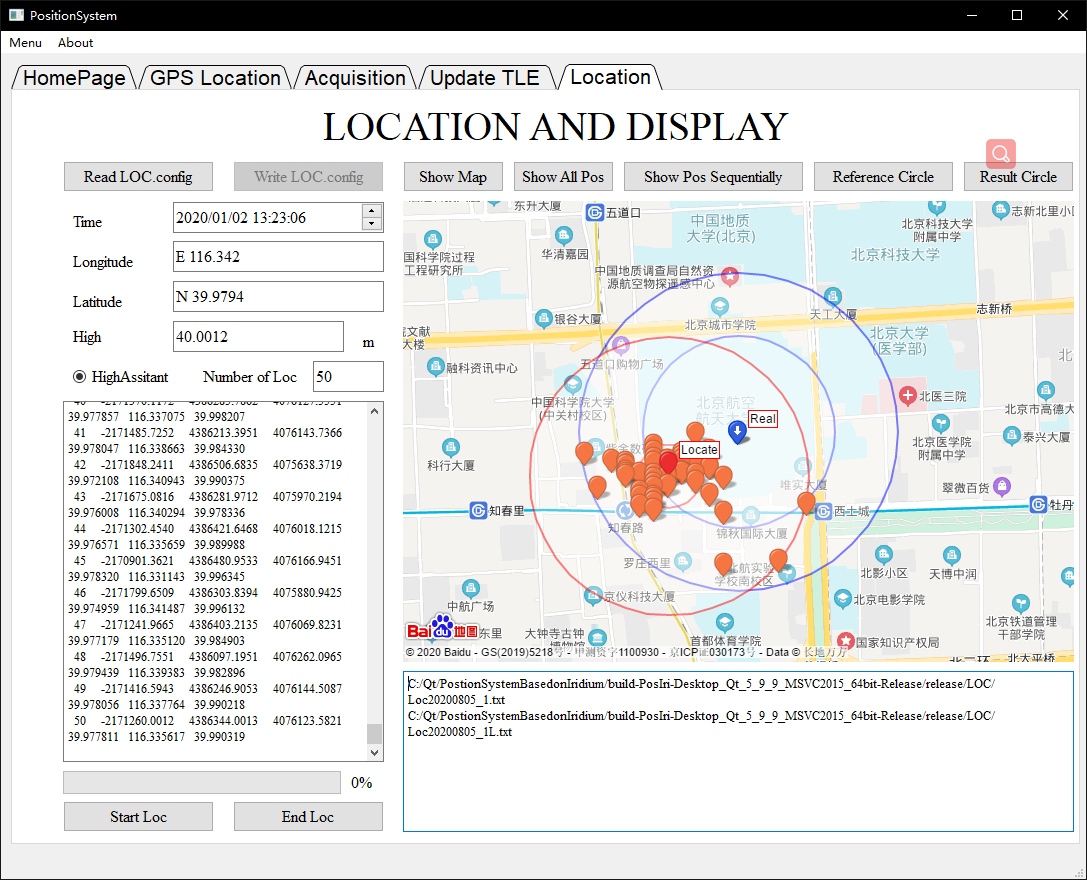 PositionSystem
Menu About
HomePage GPS Location Acquisition Update TLE Location
LOCATION AND DISPLAY
Read LOC.config Write LOC.config Show Map Show All Pos Show Pos Sequentially Reference Circle Result Circle
Time 2020/01/02 13:23:06
Longitude E 116.342
Latitude N 39.9794
High 40.0012 m
HighAssitant Number of Loc 50
39.977857 116.337075 39.998207
41 -2171485.7252 4386213.3951 4076143.7366
39.978047 116.338663 39.984330
42 -2171848.2411 4386506.6835 4075638.3719
39.972108 116.340943 39.990375
43 -2171675.0816 4386281.9712 4075970.2194
39.976008 116.340294 39.978336
44 -2171302.4540 4386421.6468 4076018.1215
39.976571 116.335659 39.989988
45 -2170901.3621 4386480.9533 4076166.9451
39.978320 116.331143 39.996345
46 -2171799.6509 4386303.8394 4075880.9425
39.974959 116.341487 39.996132
47 -2171241.9665 4386403.2135 4076069.8231
39.977179 116.335120 39.984903
48 -2171496.7551 4386097.1951 4076262.0965
39.979439 116.339383 39.982896
49 -2171416.5943 4386246.9053 4076144.5087
39.978056 116.337764 39.990218
50 -2171260.0012 4386344.0013 4076123.5821
39.977811 116.335617 39.990319
0%
Start Loc End Loc
东升大厦
五道口
中国地质
大学(北京)
北京科技大学
附属中学
志新北里小
华清嘉园
国科学院过程
工程研究所
北京科技大学
中国地质调查局自然资
源航空物探遥感中心
天工大厦
志新桥
银谷大厦
北京城市学院
文献
大楼
北京大学
(医学部)
五道口购物广场
融科资讯中心
中国科学院大学
(中关村校区)
北京航空
航天大
北医三院
北京市高德大
Real
Locate
紫金数
科行大厦
北京医学院
附属中学
泰兴大厦
唯实大厦
翠微百货
知春里
知春路
西土城
牡丹
锦秋国际大厦
罗庄西里
北航实验
学校南校区
北影小区
天博中润
中航广场
京仪科技大厦
北京电影学院
东里
大钟寺古钟
博物馆
首都体育学院
国家知识产权局
北京铁道管理
干部学院
北太平桥
Bai du 地图
© 2020 Baidu - GS(2019)5218号 - 甲测资字1100930 - 京ICP证030173号 - Data © 长地万方
C:/Qt/PostionSystemBasedonIridium/build-PosIri-Desktop_Qt_5_9_9_MSVC2015_64bit-Release/release/LOC/
Loc20200805_1.txt
C:/Qt/PostionSystemBasedonIridium/build-PosIri-Desktop_Qt_5_9_9_MSVC2015_64bit-Release/release/LOC/
Loc20200805_1L.txt